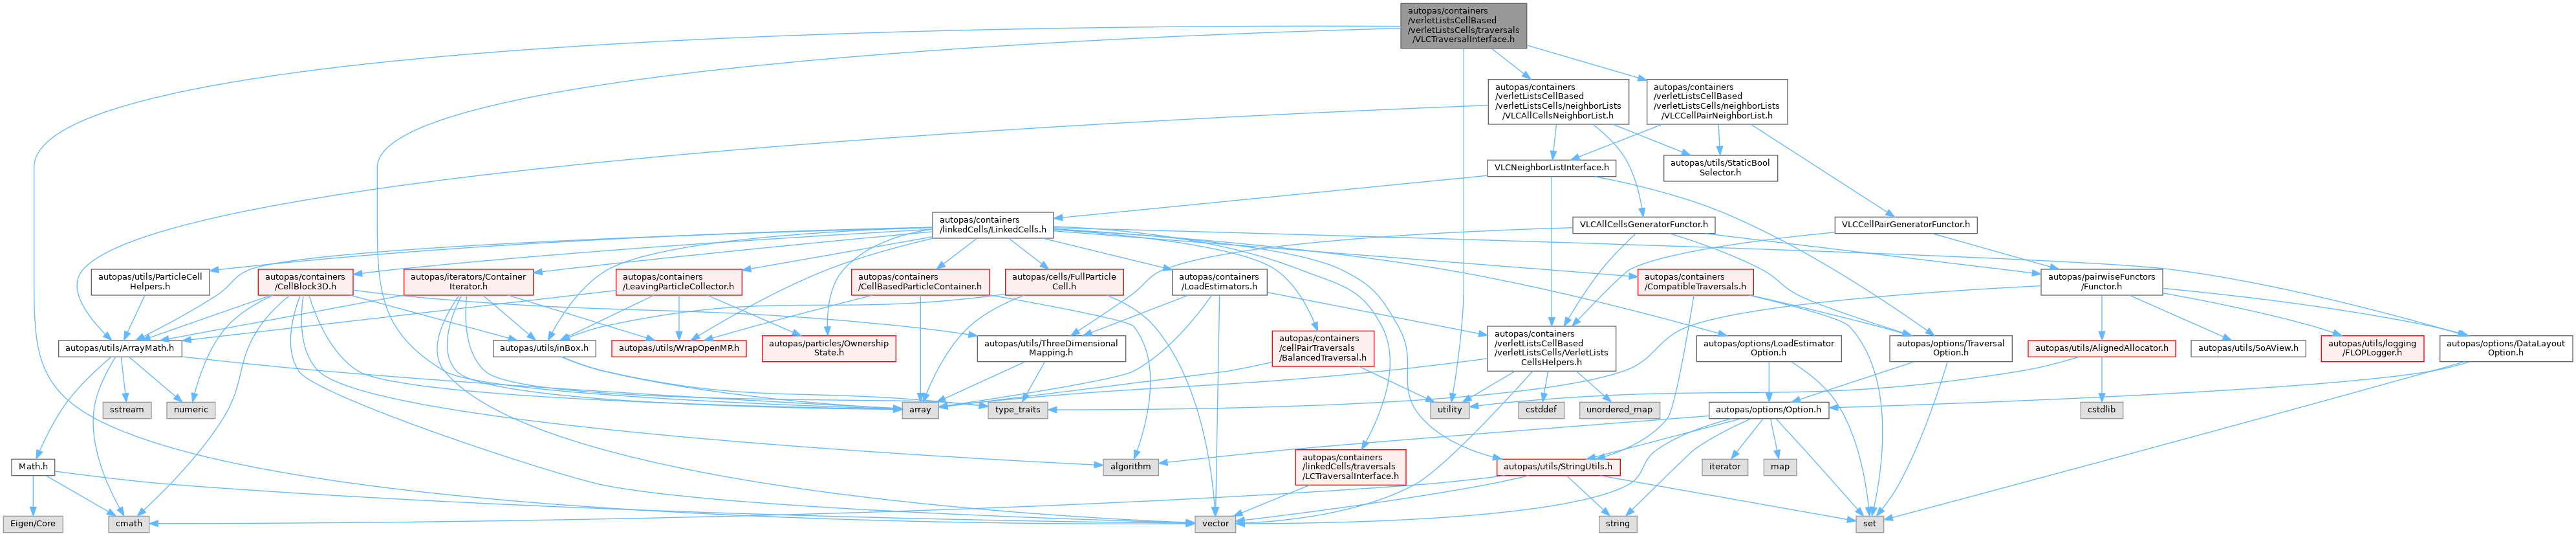 autopas/containers
/verletListsCellBased
/verletListsCells/traversals
/VLCTraversalInterface.h
autopas/containers
/verletListsCellBased
/verletListsCells/neighborLists
/VLCAllCellsNeighborList.h
autopas/containers
/verletListsCellBased
/verletListsCells/neighborLists
/VLCCellPairNeighborList.h
VLCNeighborListInterface.h
autopas/utils/StaticBool
Selector.h
autopas/containers
/linkedCells/LinkedCells.h
VLCAllCellsGeneratorFunctor.h
VLCCellPairGeneratorFunctor.h
autopas/utils/ParticleCell
Helpers.h
autopas/containers
/CellBlock3D.h
autopas/iterators/Container
Iterator.h
autopas/containers
/LeavingParticleCollector.h
autopas/containers
/CellBasedParticleContainer.h
autopas/cells/FullParticle
Cell.h
autopas/containers
/LoadEstimators.h
autopas/containers
/CompatibleTraversals.h
autopas/pairwiseFunctors
/Functor.h
autopas/utils/ArrayMath.h
autopas/utils/inBox.h
autopas/utils/WrapOpenMP.h
autopas/particles/Ownership
State.h
autopas/utils/ThreeDimensional
Mapping.h
autopas/containers
/cellPairTraversals
/BalancedTraversal.h
autopas/containers
/verletListsCellBased
/verletListsCells/VerletLists
CellsHelpers.h
autopas/options/LoadEstimator
Option.h
autopas/options/Traversal
Option.h
autopas/utils/AlignedAllocator.h
autopas/utils/SoAView.h
autopas/utils/logging
/FLOPLogger.h
autopas/options/DataLayout
Option.h
sstream
numeric
array
type_traits
utility
cstddef
unordered_map
autopas/options/Option.h
cstdlib
Math.h
algorithm
autopas/containers
/linkedCells/traversals
/LCTraversalInterface.h
autopas/utils/StringUtils.h
iterator
map
Eigen/Core
cmath
vector
string
set